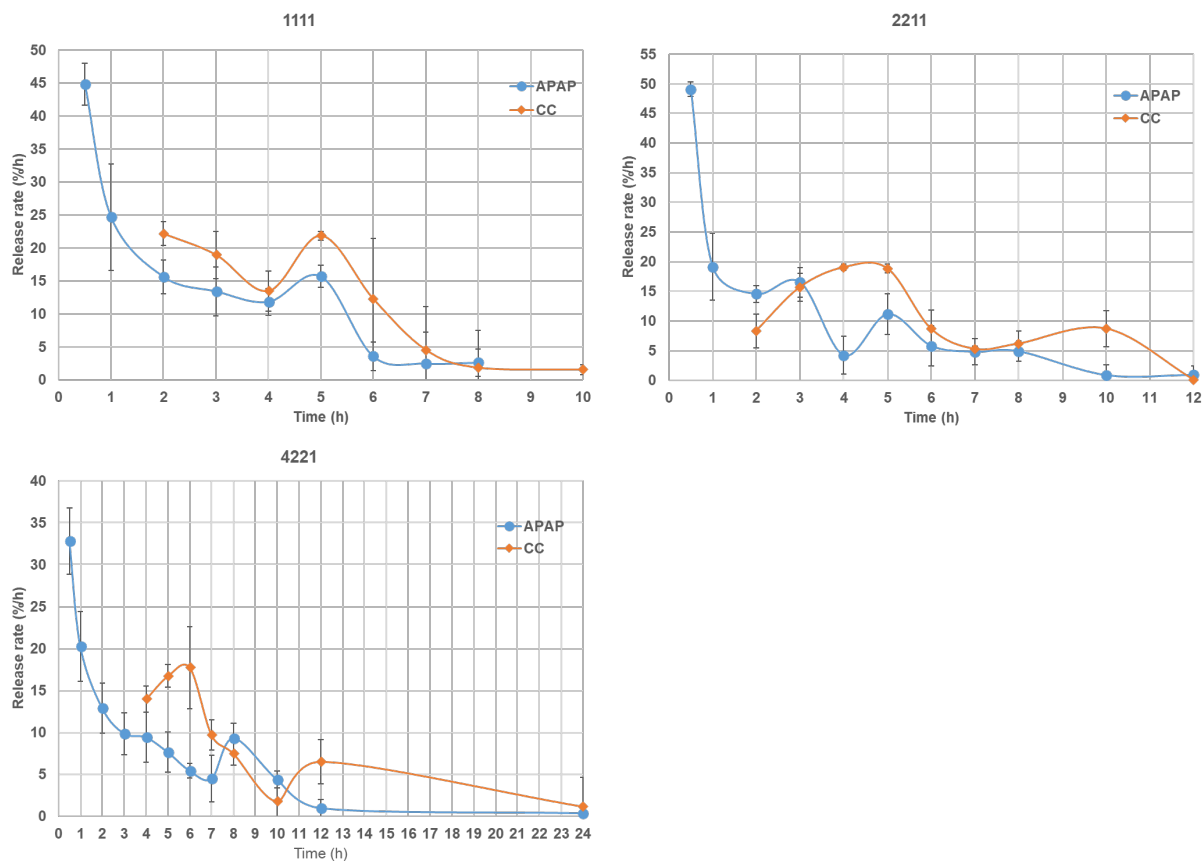 1111
50
45
40
35
30
25
20
15
10
5
0
Release rate (%/h)
APAP
CC
0 1 2 3 4 5 6 7 8 9 10
Time (h)
2211
55
50
45
40
35
30
25
20
15
10
5
0
Release rate (%/h)
APAP
CC
0 1 2 3 4 5 6 7 8 9 10 11 12
Time (h)
4221
40
35
30
25
20
15
10
5
0
Release rate (%/h)
APAP
CC
0 1 2 3 4 5 6 7 8 9 10 11 12 13 14 15 16 17 18 19 20 21 22 23 24
Time (h)